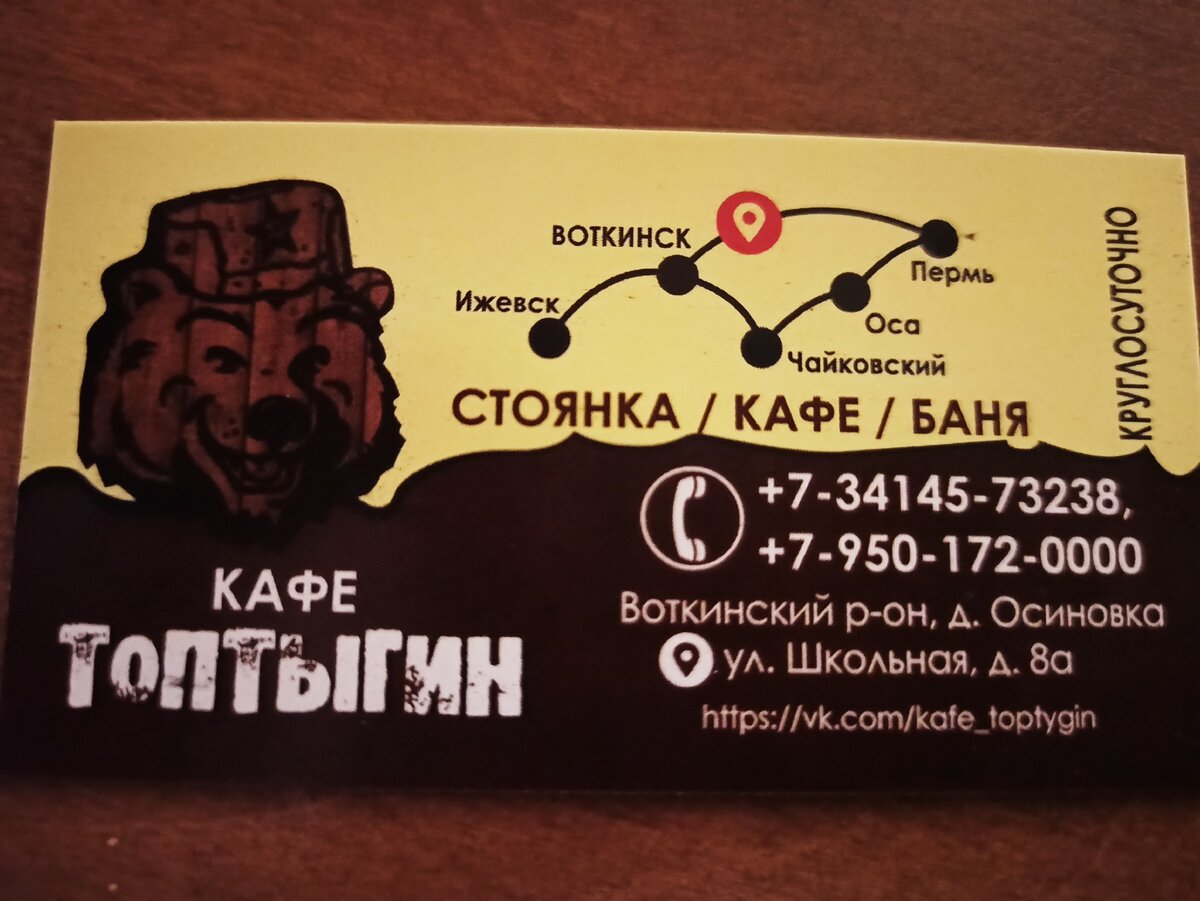 ВОТКИНСК
Пермь
Ижевск
Оса
Чайковский
КРУГЛОСУТОЧНО
СТОЯНКА / КАФЕ / БАНЯ
+7-34145-73238,
+7-950-172-0000
КАФЕ
ТОПТЫГИН
Воткинский р-он, д. Осиновка
ул. Школьная, д. 8а
https://vk.com/kafe_toptygin